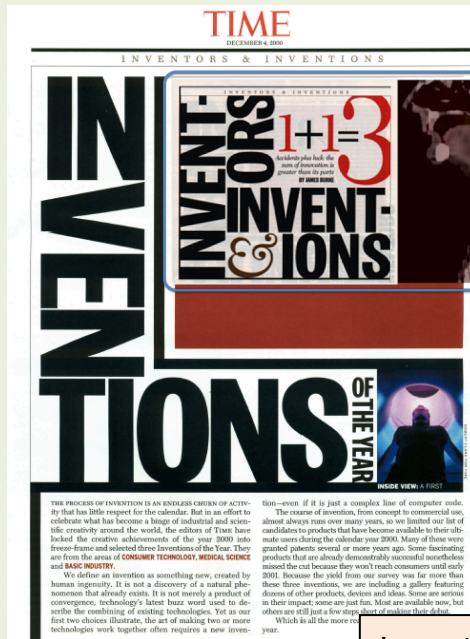 TIME
DECEMBER 4, 2000
INVENTORS & INVENTIONS
INVENTORS & INVENTIONS
INVENT-
ORS
1+1=3
Accidents plus luck: the
sum of innovation is
greater than its parts
BY JAMES BURKE
&
INVENT-
IONS
INVENTIONS
OF THE YEAR
INSIDE VIEW: A FIRST
THE PROCESS OF INVENTION IS AN ENDLESS CHURN OF ACTIV-
ity that has little respect for the calendar. But in an effort to
celebrate what has become a binge of industrial and scien-
tific creativity around the world, the editors of TIME have
locked the creative achievements of the year 2000 into
freeze-frame and selected three Inventions of the Year. They
are from the areas of CONSUMER TECHNOLOGY, MEDICAL SCIENCE
and BASIC INDUSTRY.
We define an invention as something new, created by
human ingenuity. It is not a discovery of a natural phe-
nomenon that already exists. It is not merely a product of
convergence, technology's latest buzz word used to de-
scribe the combining of existing technologies. Yet as our
first two choices illustrate, the art of making two or more
technologies work together often requires a new inven-
tion—even if it is just a complex line of computer code.
The course of invention, from concept to commercial use,
almost always runs over many years, so we limited our list of
candidates to products that have become available to their ulti-
mate users during the calendar year 2000. Many of these were
granted patents several or more years ago. Some fascinating
products that are already demonstrably successful nonetheless
missed the cut because they won't reach consumers until early
2001. Because the yield from our survey was far more than
these three inventions, we are including a gallery featuring
dozens of other products, devices and ideas. Some are serious
in their impact; some are just fun. Most are available now, but
others are still just a few steps short of making their debut.
Which is all the more re
year.